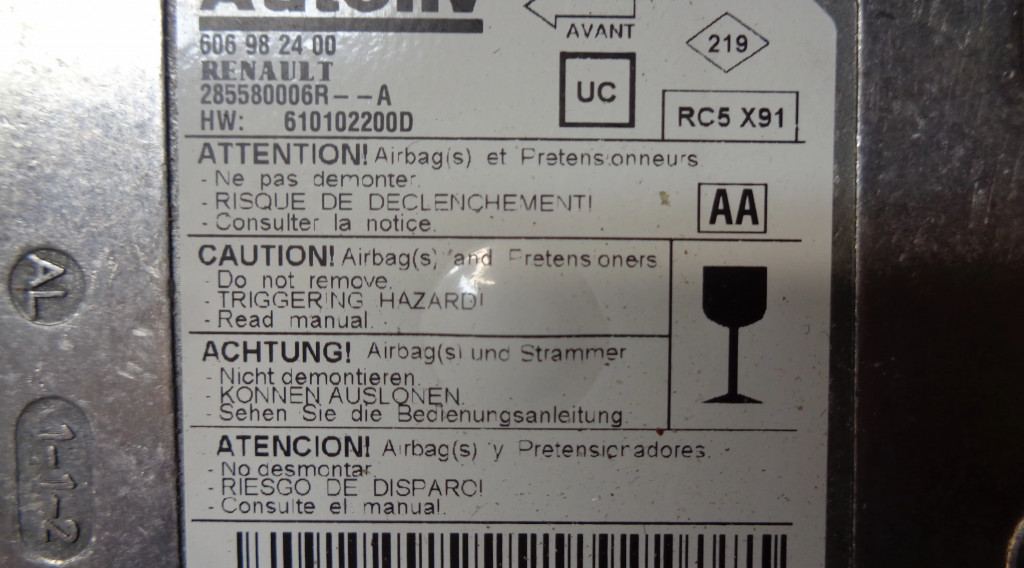 Autoliv
AVANT
606 98 24 00
219
RENAULT
285580006R--A
UC
HW: 610102200D
RC5 X91
ATTENTION! Airbag(s) et Pretensionneurs
- Ne pas demonter.
- RISQUE DE DECLENCHEMENT!
- Consulter la notice.
AA
CAUTION! Airbag(s) and Pretensioners
- Do not remove.
- TRIGGERING HAZARD!
- Read manual.
ACHTUNG! Airbag(s) und Strammer
- Nicht demontieren.
- KONNEN AUSLONEN.
- Sehen Sie die Bedienungsanleitung.
ATENCION! Airbag(s) y Pretensionadores.
- No desmontar.
- RIESGO DE DISPARO!
- Consulte el manual.
AL
1-1-2